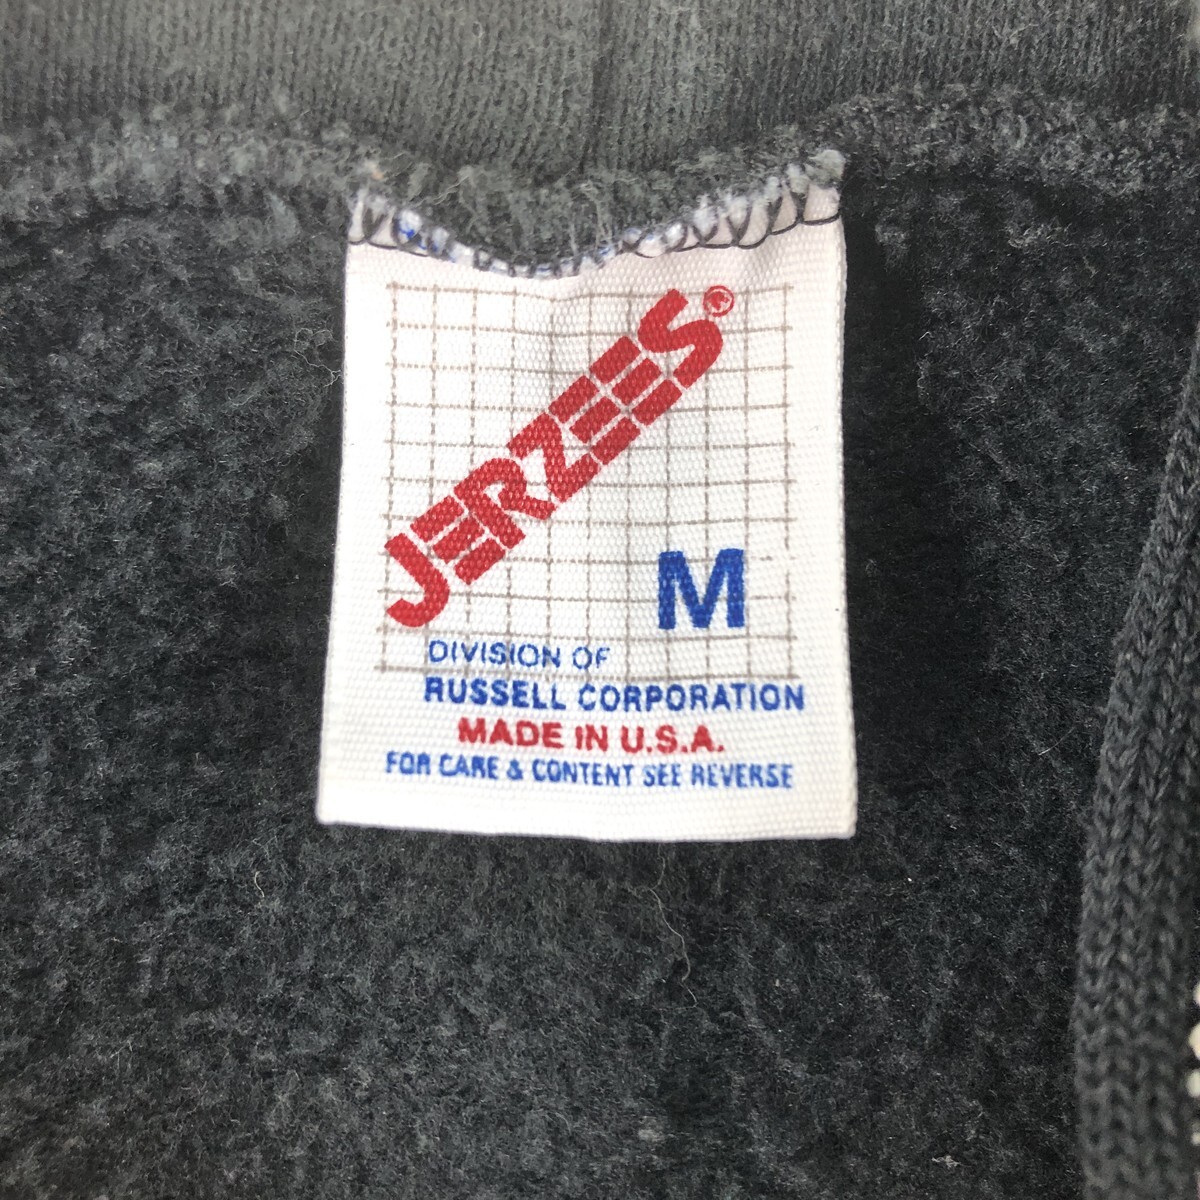 JERZEES®
M
DIVISION OF
RUSSELL CORPORATION
MADE IN U.S.A.
FOR CARE & CONTENT SEE REVERSE